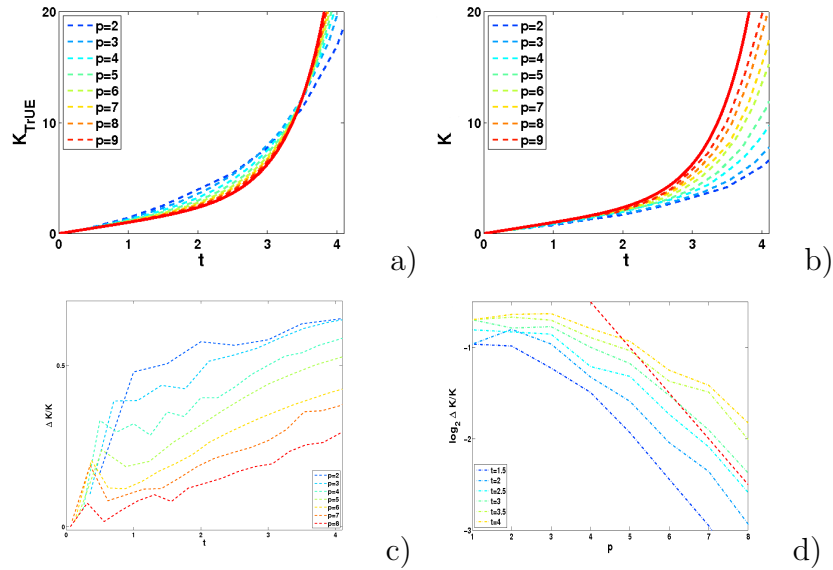 20
10
0
K_TrUE
p=2
p=3
p=4
p=5
p=6
p=7
p=8
p=9
0 1 2 3 4
t
a)
20
10
0
K
p=2
p=3
p=4
p=5
p=6
p=7
p=8
p=9
0 1 2 3 4
t
b)
0.5
0
Δ K/K
p=2
p=3
p=4
p=5
p=6
p=7
p=8
0 1 2 3 4
t
c)
-1
-2
-3
log_2 Δ K/K
t=1.5
t=2
t=2.5
t=3
t=3.5
t=4
1 2 3 4 5 6 7 8
p
d)